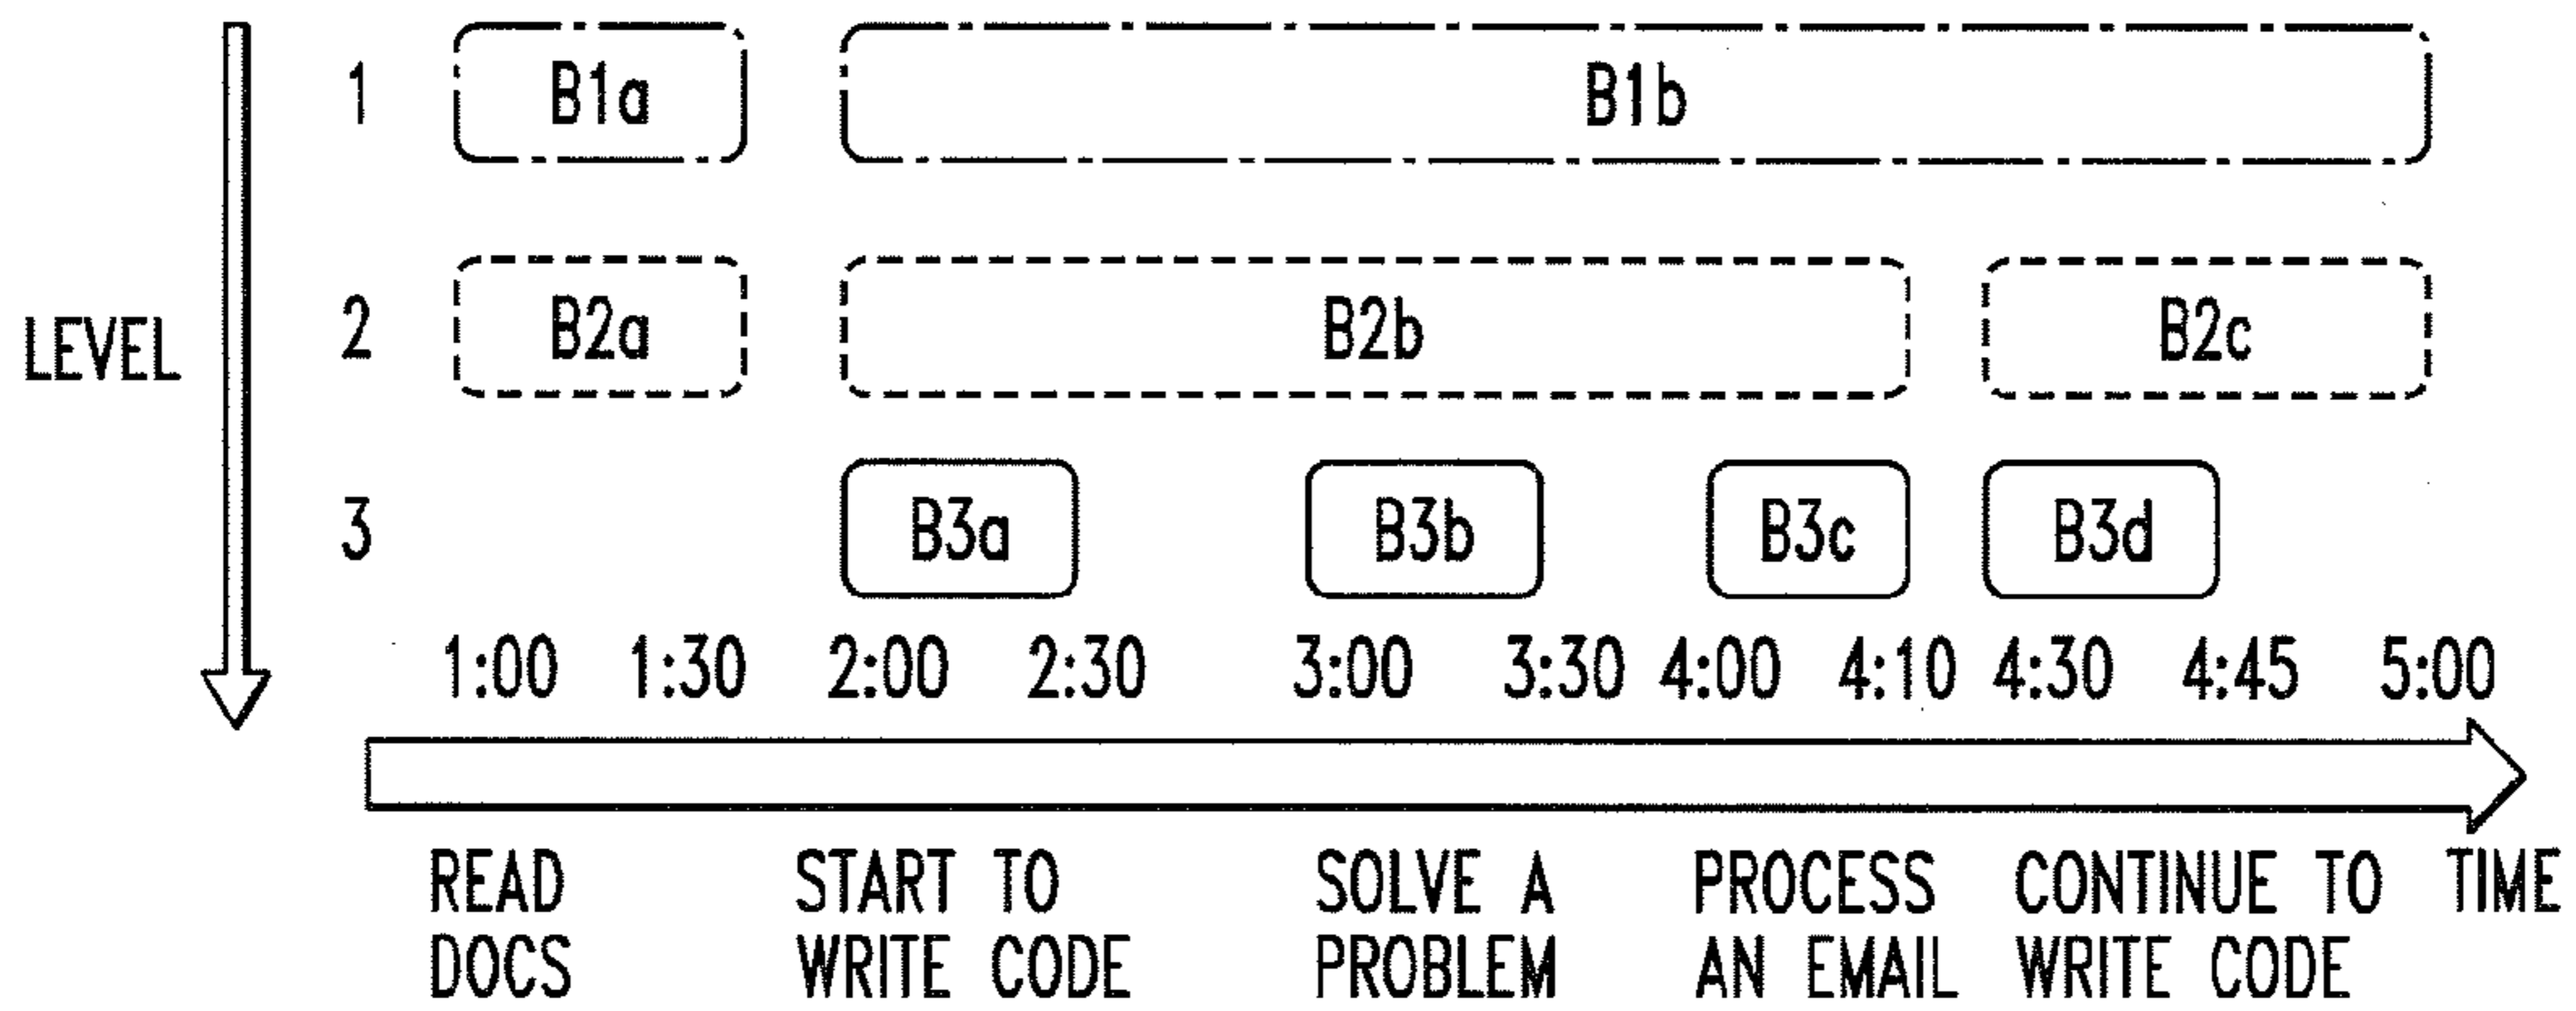 1 B1a B1b
LEVEL 2 B2a B2b B2c
3 B3a B3b B3c B3d
1:00 1:30 2:00 2:30 3:00 3:30 4:00 4:10 4:30 4:45 5:00
READ START TO SOLVE A PROCESS CONTINUE TO TIME
DOCS WRITE CODE PROBLEM AN EMAIL WRITE CODE